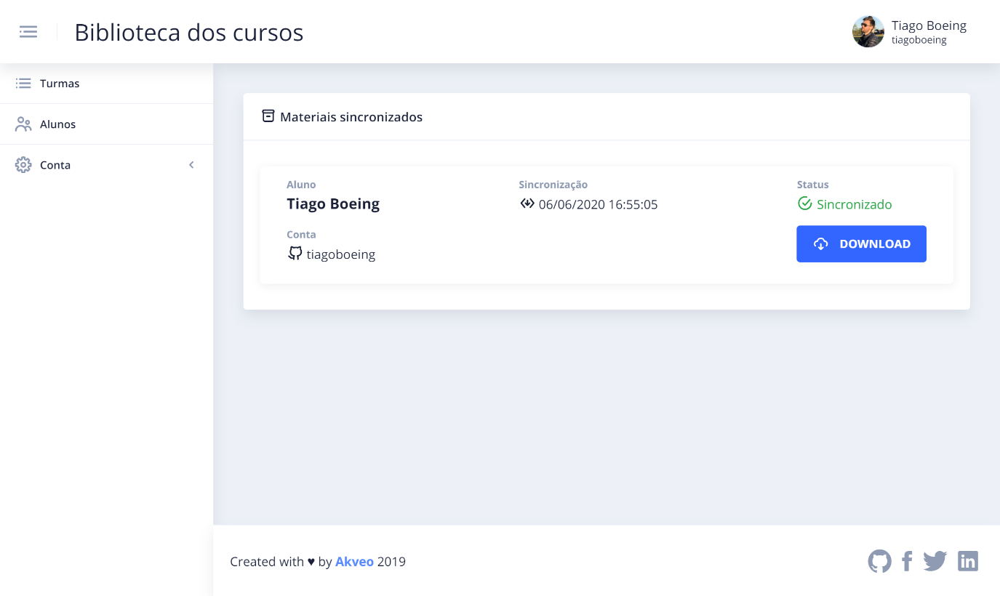 Biblioteca dos cursos
Tiago Boeing
tiagoboeing
Turmas
Alunos
Conta
Materiais sincronizados
Aluno
Tiago Boeing
Sincronização
06/06/2020 16:55:05
Status
Sincronizado
Conta
tiagoboeing
DOWNLOAD
Created with ♥ by Akveo 2019